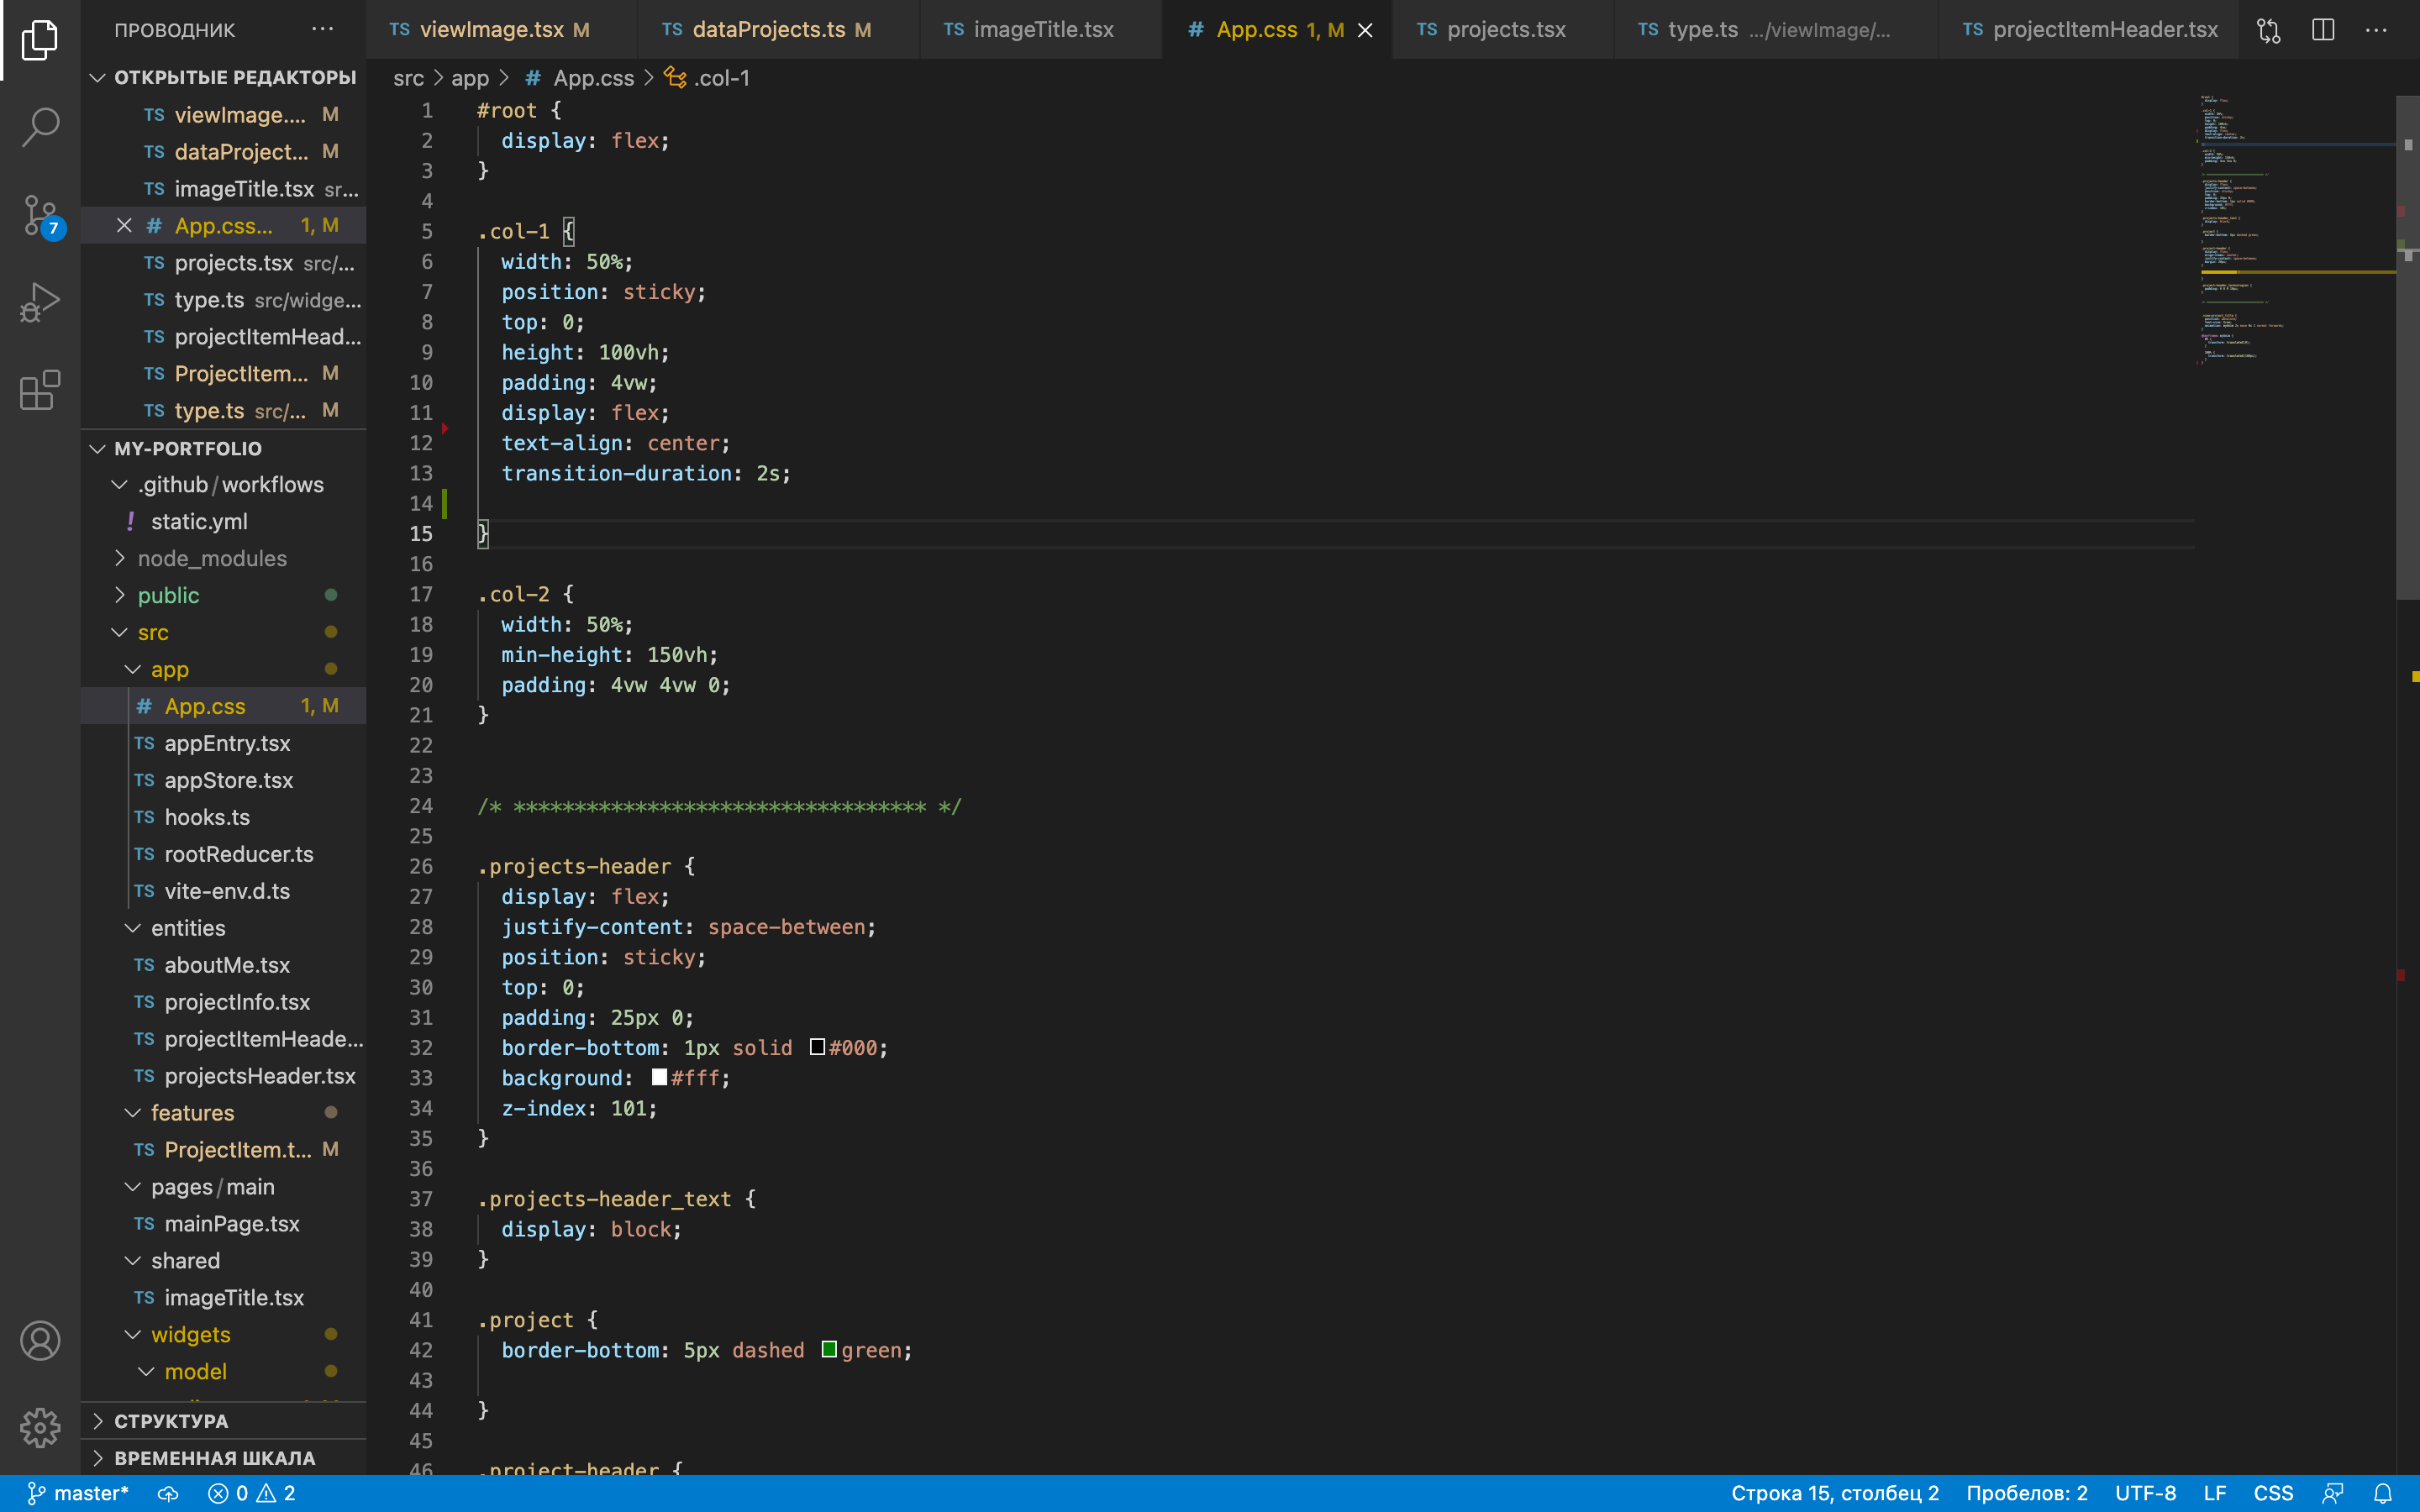 ПРОВОДНИК
ОТКРЫТЫЕ РЕДАКТОРЫ
TS viewImage.... M
TS dataProject... M
TS imageTitle.tsx sr...
# App.css... 1, M
TS projects.tsx src/...
TS type.ts src/widge...
TS projectItemHead...
TS ProjectItem... M
TS type.ts src/... M
MY-PORTFOLIO
.github/workflows
! static.yml
node_modules
public
src
app
# App.css 1, M
TS appEntry.tsx
TS appStore.tsx
TS hooks.ts
TS rootReducer.ts
TS vite-env.d.ts
entities
TS aboutMe.tsx
TS projectInfo.tsx
TS projectItemHeade...
TS projectsHeader.tsx
features
TS ProjectItem.t... M
pages/main
TS mainPage.tsx
shared
TS imageTitle.tsx
widgets
model
СТРУКТУРА
ВРЕМЕННАЯ ШКАЛА
7
TS viewImage.tsx M TS dataProjects.ts M TS imageTitle.tsx # App.css 1, M TS projects.tsx TS type.ts .../viewImage/... TS projectItemHeader.tsx
src > app > # App.css > .col-1
1 #root {
2 display: flex;
3 }
4
5 .col-1 {
6 width: 50%;
7 position: sticky;
8 top: 0;
9 height: 100vh;
10 padding: 4vw;
11 display: flex;
12 text-align: center;
13 transition-duration: 2s;
14
15 }
16
17 .col-2 {
18 width: 50%;
19 min-height: 150vh;
20 padding: 4vw 4vw 0;
21 }
22
23
24 /* ********************************** */
25
26 .projects-header {
27 display: flex;
28 justify-content: space-between;
29 position: sticky;
30 top: 0;
31 padding: 25px 0;
32 border-bottom: 1px solid #000;
33 background: #fff;
34 z-index: 101;
35 }
36
37 .projects-header_text {
38 display: block;
39 }
40
41 .project {
42 border-bottom: 5px dashed green;
43
44 }
45
46 .project-header {
master* 0 2 Строка 15, столбец 2 Пробелов: 2 UTF-8 LF CSS